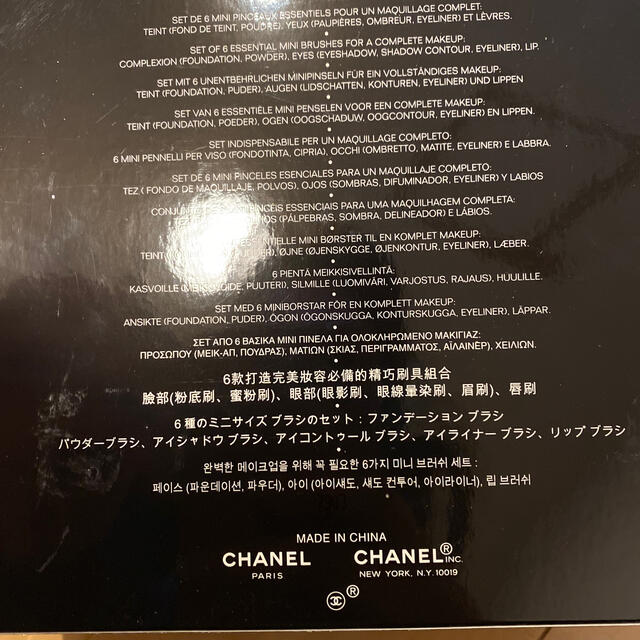 SET DE 6 MINI PINCEAUX ESSENTIELS POUR UN MAQUILLAGE COMPLET:
TEINT (FOND DE TEINT, POUDRE), YEUX (PAUPIÈRES, OMBREUR, EYELINER) ET LÈVRES.
SET OF 6 ESSENTIAL MINI BRUSHES FOR A COMPLETE MAKEUP:
COMPLEXION (FOUNDATION, POWDER), EYES (EYESHADOW, SHADOW CONTOUR, EYELINER), LIP.
SET MIT 6 UNENTBEHRLICHEN MINIPINSELN FÜR EIN VOLLSTÄNDIGES MAKEUP:
TEINT (FOUNDATION, PUDER), AUGEN (LIDSCHATTEN, KONTUREN, EYELINER) UND LIPPEN
SET VAN 6 ESSENTIËLE MINI PENSELEN VOOR EEN COMPLETE MAKEUP:
TEINT (FOUNDATION, POEDER), OGEN (OOGSCHADUW, OOGCONTOUR, EYELINER) EN LIPPEN.
SET INDISPENSABILE PER UN MAQUILLAGE COMPLETO:
6 MINI PENNELLI PER VISO (FONDOTINTA, CIPRIA), OCCHI (OMBRETTO, MATITE, EYELINER) E LABBRA.
SET DE 6 MINI PINCELES ESENCIALES PARA UN MAQUILLAJE COMPLETO:
TEZ ( FONDO DE MAQUILLAJE, POLVOS), OJOS (SOMBRAS, DIFUMINADOR, EYELINER) Y LABIOS
PINCÉIS ESSENCIAIS PARA UMA MAQUILHAGEM COMPLETA:
(PÁLPEBRAS, SOMBRA, DELINEADOR) E LÁBIOS.
MINI BØRSTER TIL EN KOMPLET MAKEUP:
TEINT ØJNE (ØJENSKYGGE, ØJENKONTUR, EYELINER), LÆBER.
6 PIENTÄ MEIKKISIVELLINTÄ:
KASVOILLE PUUTERI), SILMILLE (LUOMIVÄRI, VARJOSTUS, RAJAUS), HUULILLE.
SET MED 6 MINIBORSTAR FÖR EN KOMPLETT MAKEUP:
ANSIKTE (FOUNDATION, PUDER), ÖGON (ÖGONSKUGGA, KONTURSKUGGA, EYELINER), LÄPPAR.
ΣΕΤ ΑΠΟ 6 ΒΑΣΙΚΑ ΜΙΝΙ ΠΙΝΕΛΑ ΓΙΑ ΟΛΟΚΛΗΡΩΜΕΝΟ ΜΑΚΙΓΙΑΖ:
ΠΡΟΣΩΠΟΥ (ΜΕΙΚ-ΑΠ, ΠΟΥΔΡΑΣ), ΜΑΤΙΩΝ (ΣΚΙΑΣ, ΠΕΡΙΓΡΑΜΜΑΤΟΣ, ΑΪΛΑΙΝΕΡ), ΧΕΙΛΙΩΝ.
6款打造完美妝容必備的精巧刷具組合
臉部(粉底刷、蜜粉刷)、眼部(眼影刷、眼線暈染刷、眉刷)、唇刷
6 種のミニサイズ ブラシのセット : ファンデーション ブラシ
パウダーブラシ、アイシャドウ ブラシ、アイコントゥール ブラシ、アイライナー ブラシ、リップ ブラシ
완벽한 메이크업을 위해 꼭 필요한 6가지 미니 브러쉬 세트 :
페이스 (파운데이션, 파우더), 아이 (아이섀도, 섀도 컨투어, 아이라이너), 립 브러쉬
MADE IN CHINA
CHANEL CHANEL® INC.
PARIS NEW YORK, N.Y. 10019
®